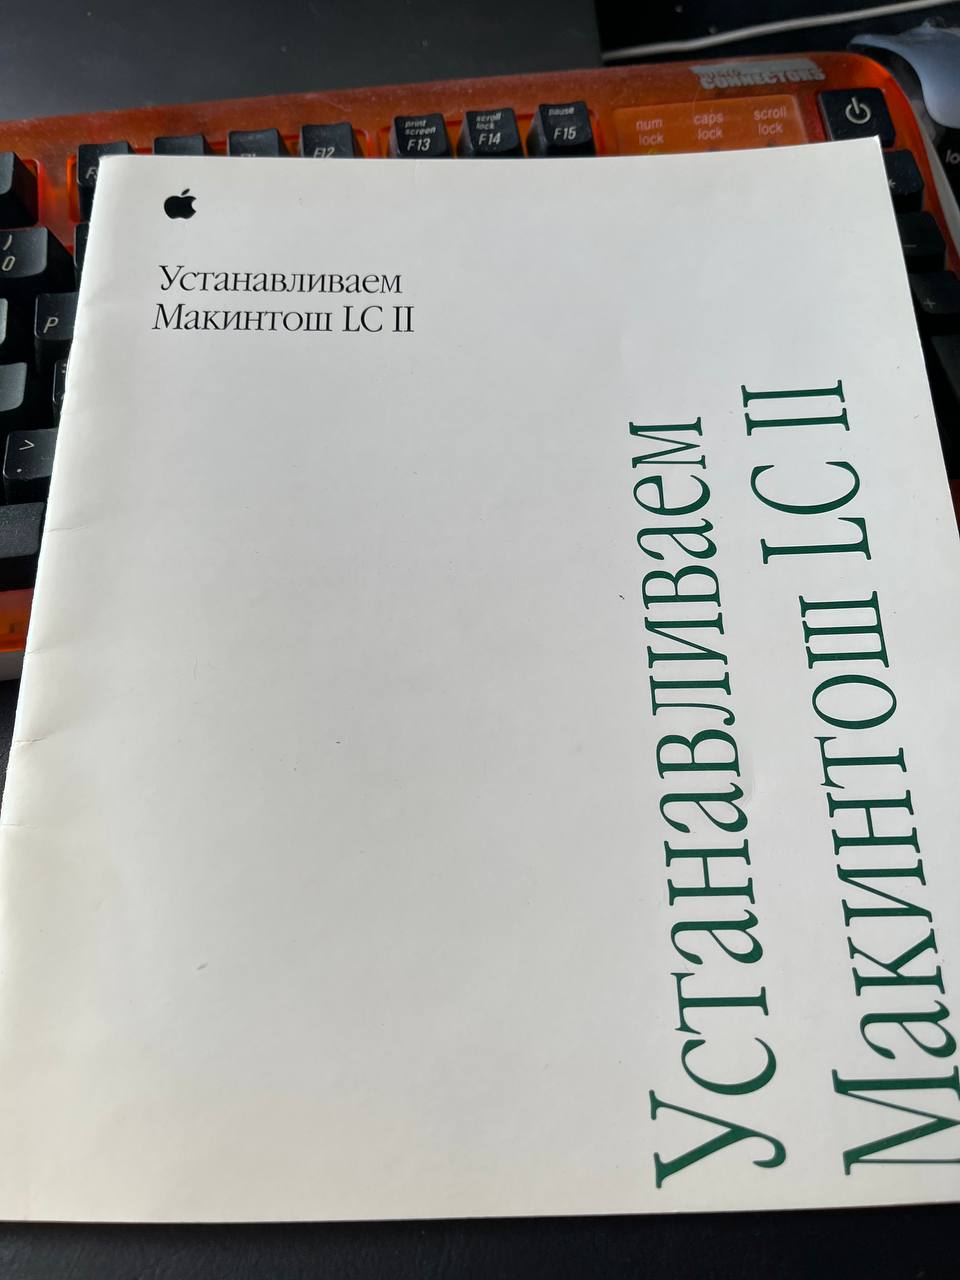 CONNECTORS
print
screen
F13
scroll
lock
F14
pause
F15
num
lock
caps
lock
scroll
lock
F12
)
0
P
>
.
+
Устанавливаем
Макинтош LC II
Устанавливаем
Макинтош LC II